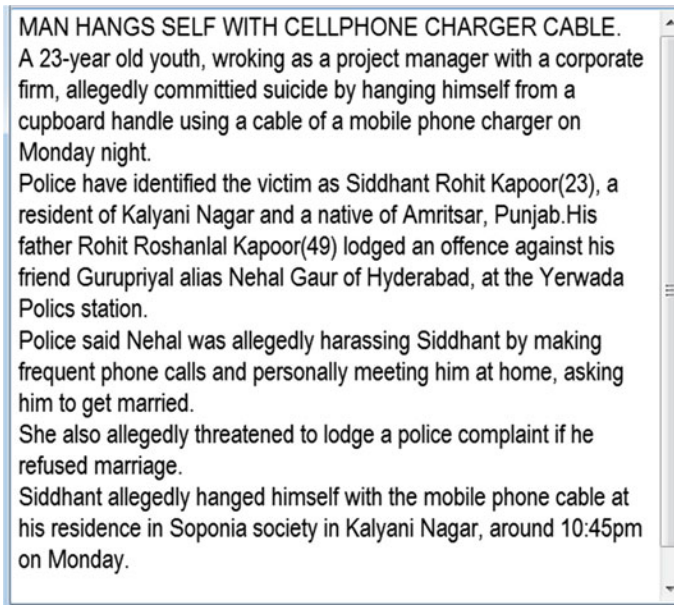 MAN HANGS SELF WITH CELLPHONE CHARGER CABLE.
A 23-year old youth, wroking as a project manager with a corporate
firm, allegedly committied suicide by hanging himself from a
cupboard handle using a cable of a mobile phone charger on
Monday night.
Police have identified the victim as Siddhant Rohit Kapoor(23), a
resident of Kalyani Nagar and a native of Amritsar, Punjab.His
father Rohit Roshanlal Kapoor(49) lodged an offence against his
friend Gurupriyal alias Nehal Gaur of Hyderabad, at the Yerwada
Polics station.
Police said Nehal was allegedly harassing Siddhant by making
frequent phone calls and personally meeting him at home, asking
him to get married.
She also allegedly threatened to lodge a police complaint if he
refused marriage.
Siddhant allegedly hanged himself with the mobile phone cable at
his residence in Soponia society in Kalyani Nagar, around 10:45pm
on Monday.